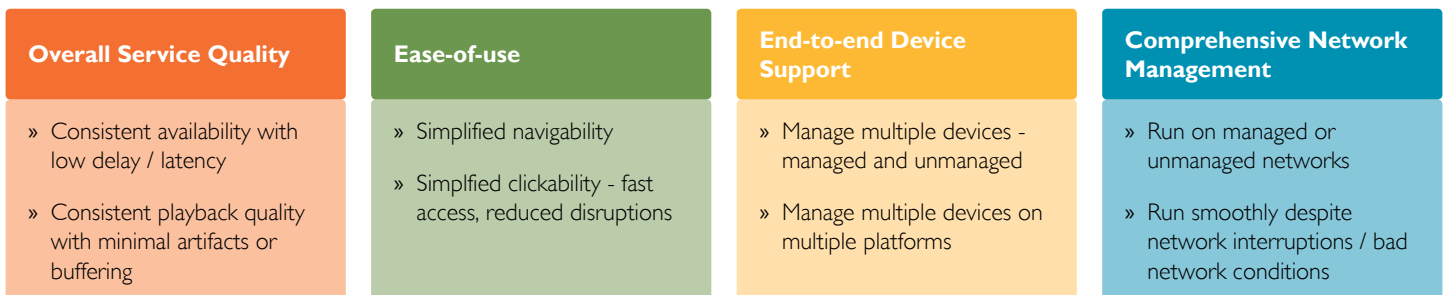 Overall Service Quality
» Consistent availability with
low delay / latency
» Consistent playback quality
with minimal artifacts or
buffering
Ease-of-use
» Simplified navigability
» Simplfied clickability - fast
access, reduced disruptions
End-to-end Device
Support
» Manage multiple devices -
managed and unmanaged
» Manage multiple devices on
multiple platforms
Comprehensive Network
Management
» Run on managed or
unmanaged networks
» Run smoothly despite
network interruptions / bad
network conditions